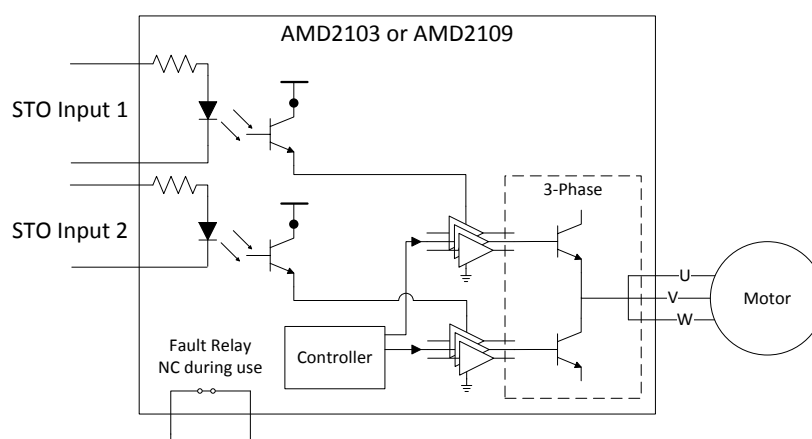 AMD2103 or AMD2109
STO Input 1
STO Input 2
3-Phase
U
V
W
Motor
Fault Relay
NC during use
Controller